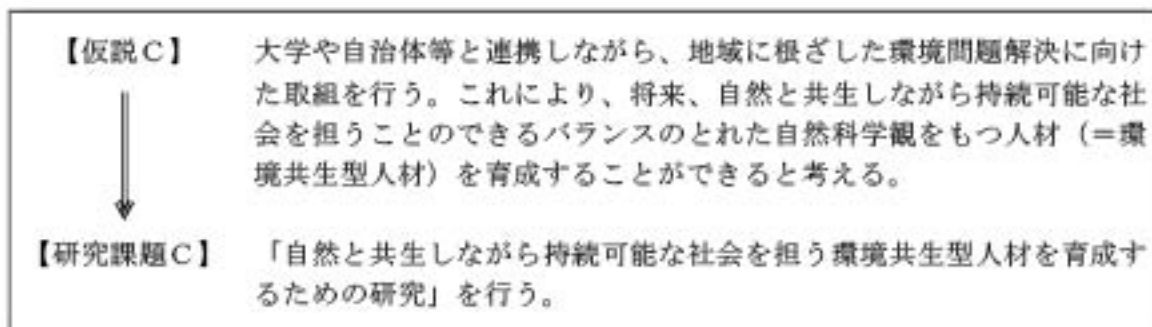 【仮説C】 大学や自治体等と連携しながら、地域に根ざした環境問題解決に向け
た取組を行う。これにより、将来、自然と共生しながら持続可能な社
会を担うことのできるバランスのとれた自然科学観をもつ人材（＝環
境共生型人材）を育成することができると考える。
【研究課題C】 「自然と共生しながら持続可能な社会を担う環境共生型人材を育成す
るための研究」を行う。